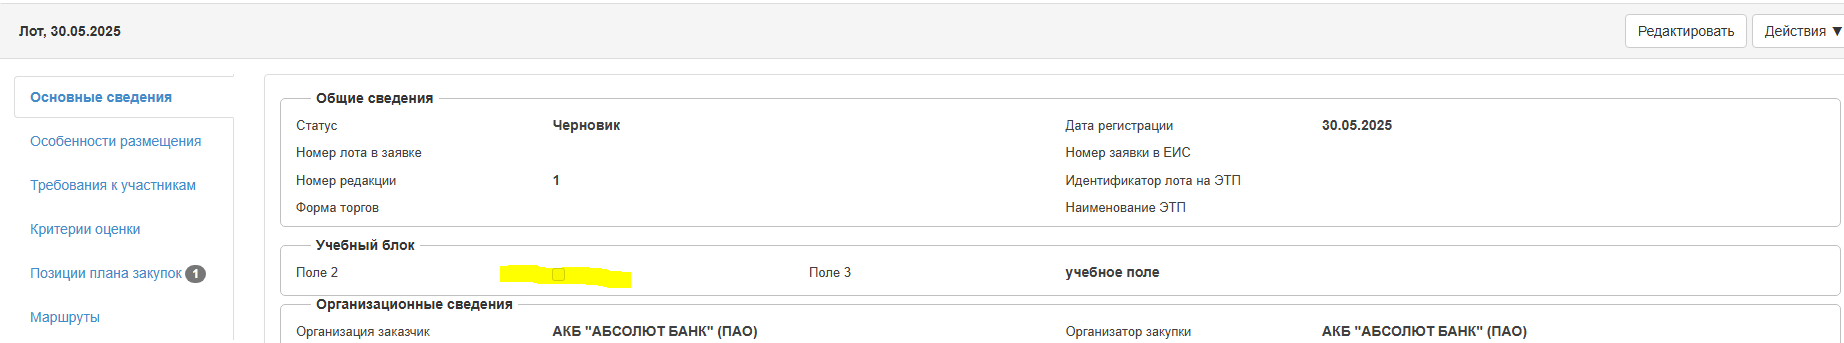 Лот, 30.05.2025
Редактировать
Действия ▼
Основные сведения
Особенности размещения
Требования к участникам
Критерии оценки
Позиции плана закупок 1
Маршруты
Общие сведения
Статус Черновик Дата регистрации 30.05.2025
Номер лота в заявке Номер заявки в ЕИС
Номер редакции 1 Идентификатор лота на ЭТП
Форма торгов Наименование ЭТП
Учебный блок
Поле 2 Поле 3 учебное поле
Организационные сведения
Организация заказчик АКБ "АБСОЛЮТ БАНК" (ПАО) Организатор закупки АКБ "АБСОЛЮТ БАНК" (ПАО)